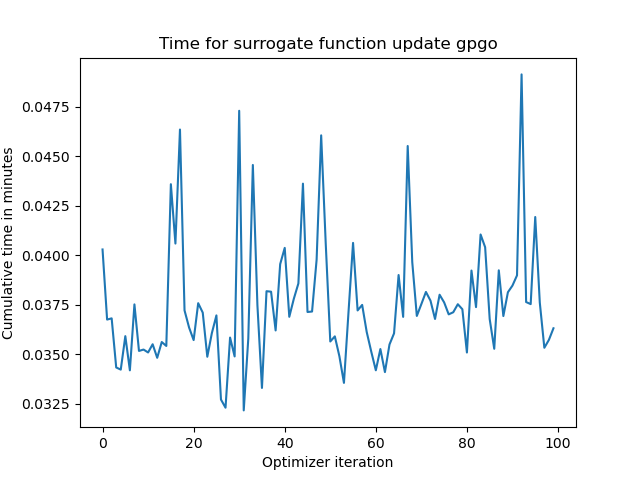 Time for surrogate function update gpgo
Cumulative time in minutes
0.0475
0.0450
0.0425
0.0400
0.0375
0.0350
0.0325
0 20 40 60 80 100
Optimizer iteration